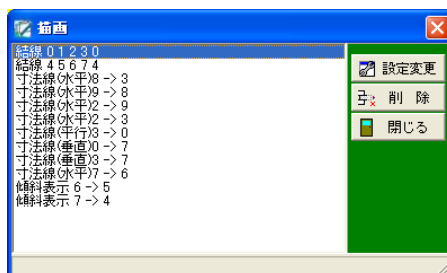 描画
結線 0 1 2 3 0
結線 4 5 6 7 4
寸法線(水平)8 -> 3
寸法線(水平)9 -> 8
寸法線(水平)2 -> 9
寸法線(水平)2 -> 3
寸法線(平行)3 -> 0
寸法線(垂直)0 -> 7
寸法線(垂直)3 -> 7
寸法線(水平)7 -> 6
傾斜表示 6 -> 5
傾斜表示 7 -> 4
設定変更
削 除
閉じる